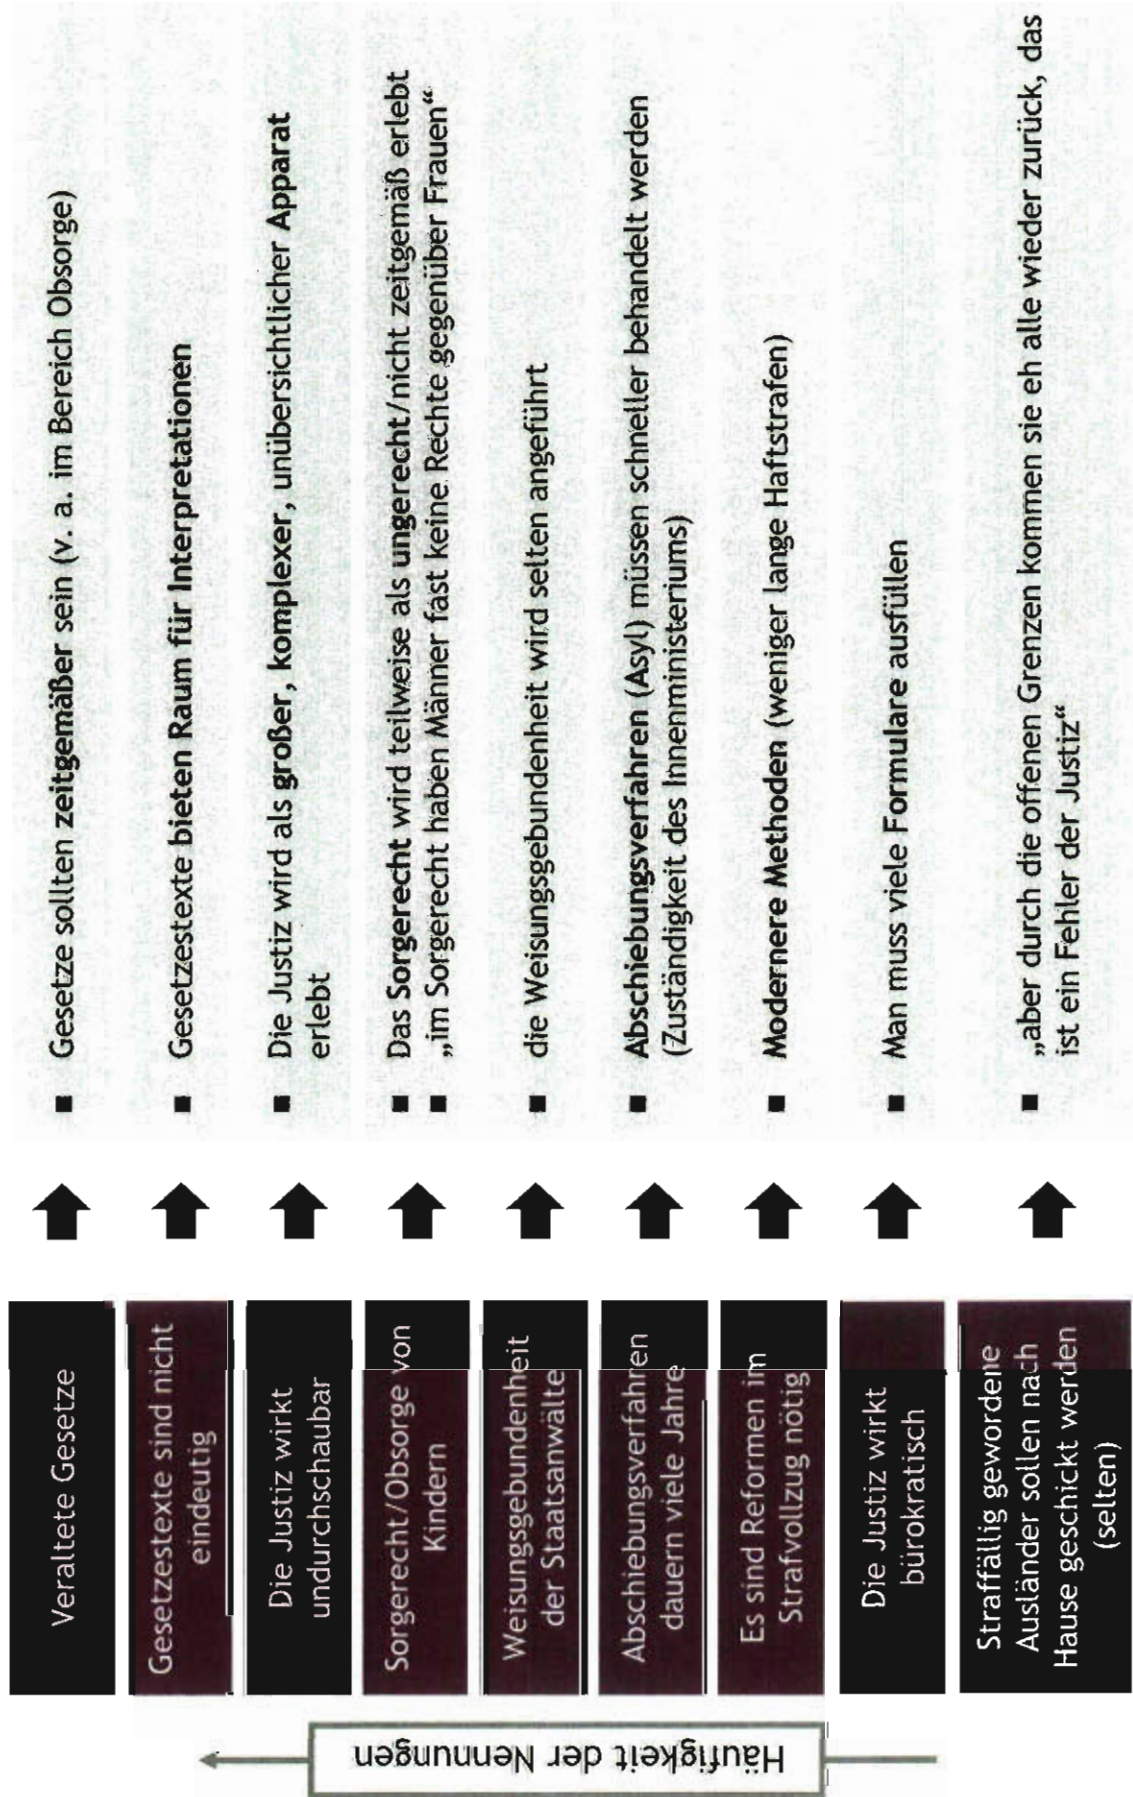 Häufigkeit der Nennungen
Veraltete Gesetze
Gesetze sollten zeitgemäßer sein (v. a. im Bereich Obsorge)
Gesetzestexte sind nicht
eindeutig
Gesetzestexte bieten Raum für Interpretationen
Die Justiz wirkt
undurchschaubar
Die Justiz wird als großer, komplexer, unübersichtlicher Apparat
erlebt
Sorgerecht/Obsorge von
Kindern
Das Sorgerecht wird teilweise als ungerecht/nicht zeitgemäß erlebt
„im Sorgerecht haben Männer fast keine Rechte gegenüber Frauen“
Weisungsgebundenheit
der Staatsanwälte
die Weisungsgebundenheit wird selten angeführt
Abschiebungsverfahren
dauern viele Jahre
Abschiebungsverfahren (Asyl) müssen schneller behandelt werden
(Zuständigkeit des Innenministeriums)
Es sind Reformen im
Strafvollzug nötig
Modernere Methoden (weniger lange Haftstrafen)
Die Justiz wirkt
bürokratisch
Man muss viele Formulare ausfüllen
Straffällig gewordene
Ausländer sollen nach
Hause geschickt werden
(selten)
„aber durch die offenen Grenzen kommen sie eh alle wieder zurück, das
ist ein Fehler der Justiz“